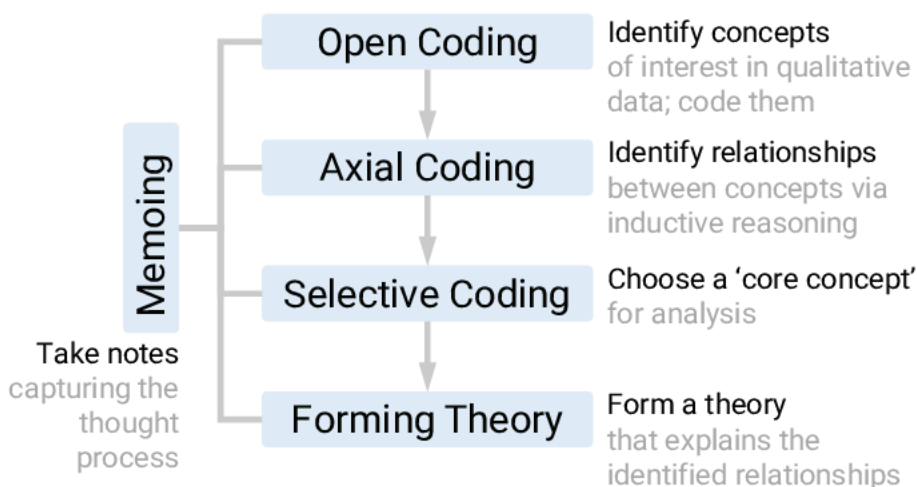 Open Coding
Identify concepts
of interest in qualitative
data; code them
Axial Coding
Identify relationships
between concepts via
inductive reasoning
Memoing
Take notes
capturing the
thought
process
Selective Coding
Choose a ‘core concept’
for analysis
Forming Theory
Form a theory
that explains the
identified relationships